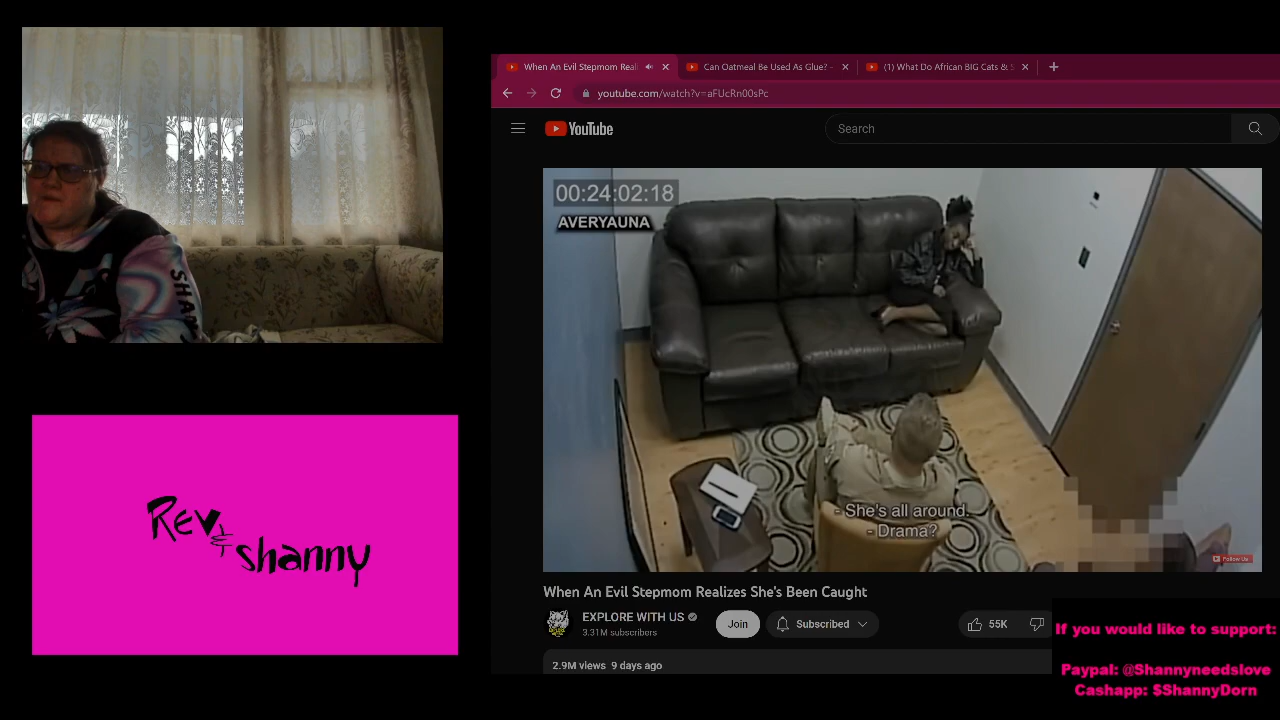 When An Evil Stepmom Reali
Can Oatmeal Be Used As Glue? -
(1) What Do African BIG Cats & S
youtube.com/watch?v=aFUcRn00sPc
YouTube
Search
00:24:02:18
AVERYAUNA
- She's all around.
- Drama?
Follow Us
When An Evil Stepmom Realizes She's Been Caught
EXPLORE WITH US
3.31M subscribers
Join
Subscribed
55K
2.9M views 9 days ago
Rev
&
shanny
If you would like to support:
Paypal: @Shannyneedslove
Cashapp: $ShannyDorn